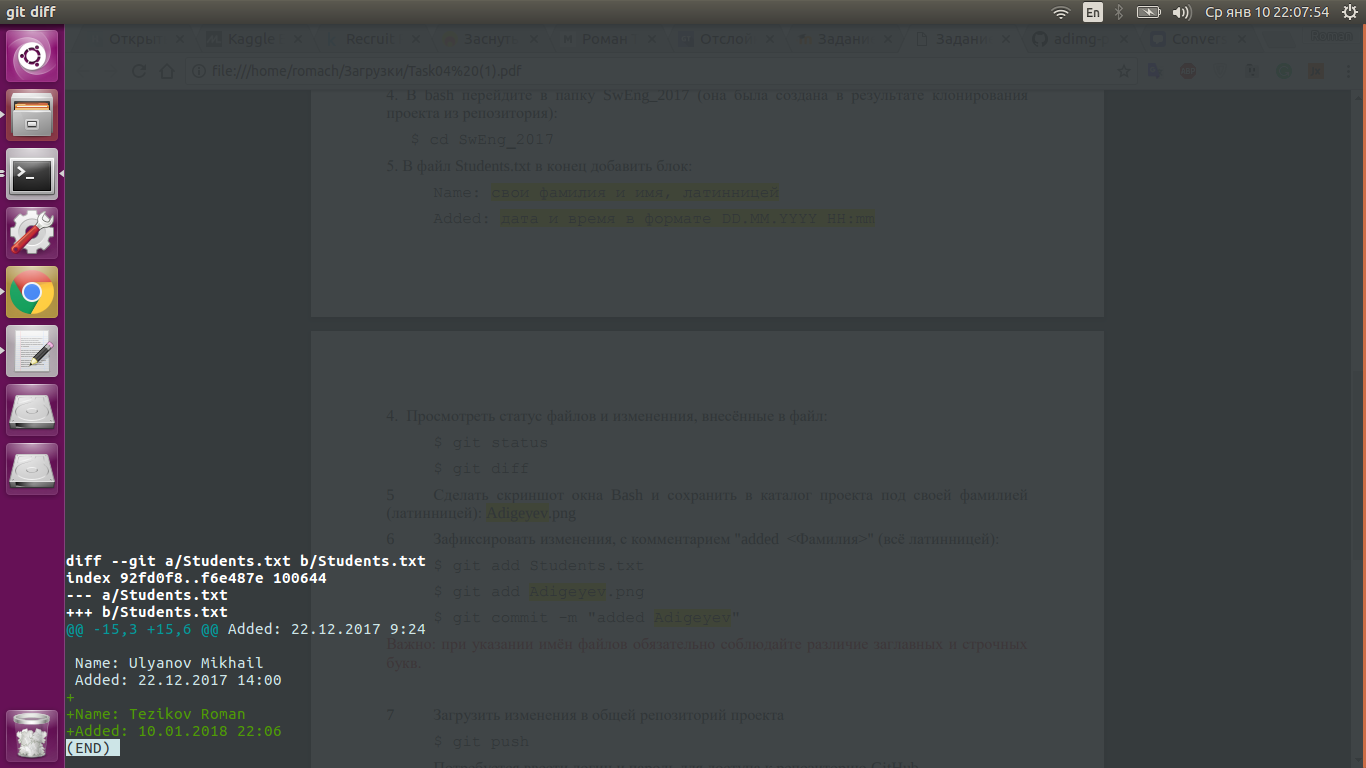 git diff
En
Ср янв 10 22:07:54
Откры
Kaggle
Recruit
Заснут
Роман
Отслой
Задани
Задани
adimg
Conver
file:///home/romach/Загрузки/Task04%20(1).pdf
4. В bash перейдите в папку SwEng_2017 (она была создана в результате клонирования
проекта из репозитория):
$ cd SwEng_2017
5. В файл Students.txt в конец добавить блок:
Name: свои фамилия и имя, латинницей
Added: дата и время в формате DD.MM.YYYY HH:mm
4. Просмотреть статус файлов и изменения, внесённые в файл:
$ git status
$ git diff
5 Сделать скриншот окна Bash и сохранить в каталог проекта под своей фамилией
(латинницей): Adigeyev.png
6 Зафиксировать изменения, с комментарием "added <Фамилия>" (всё латинницей):
$ git add Students.txt
$ git add Adigeyev.png
$ git commit -m "added Adigeyev"
Важно: при указании имён файлов обязательно соблюдайте различие заглавных и строчных
букв.
7 Загрузить изменения в общей репозиторий проекта
$ git push
diff --git a/Students.txt b/Students.txt
index 92fd0f8..f6e487e 100644
--- a/Students.txt
+++ b/Students.txt
@@ -15,3 +15,6 @@ Added: 22.12.2017 9:24
Name: Ulyanov Mikhail
Added: 22.12.2017 14:00
+
+Name: Tezikov Roman
+Added: 10.01.2018 22:06
(END)